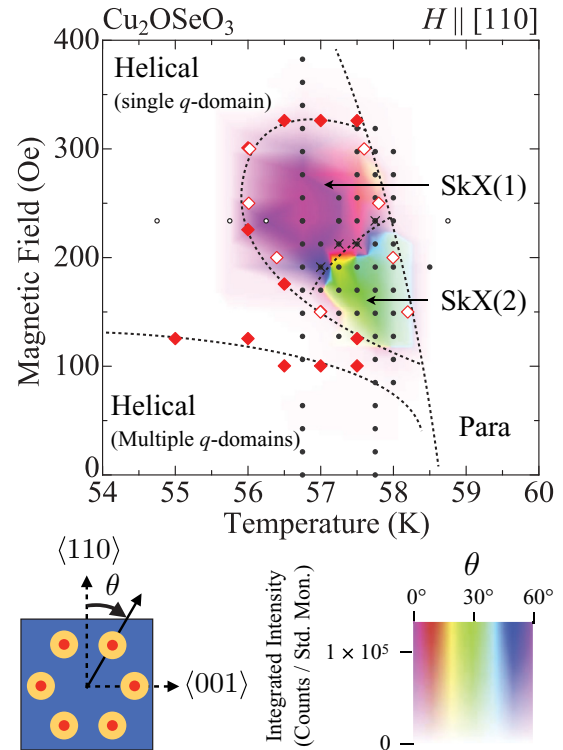 Cu₂OSeO₃
H || [110]
400
300
200
100
0
Magnetic Field (Oe)
Helical
(single q-domain)
SkX(1)
SkX(2)
Helical
(Multiple q-domains)
Para
54 55 56 57 58 59 60
Temperature (K)
⟨110⟩
θ
⟨001⟩
Integrated Intensity
(Counts / Std. Mon.)
θ
0° 30° 60°
1 × 10⁵
0